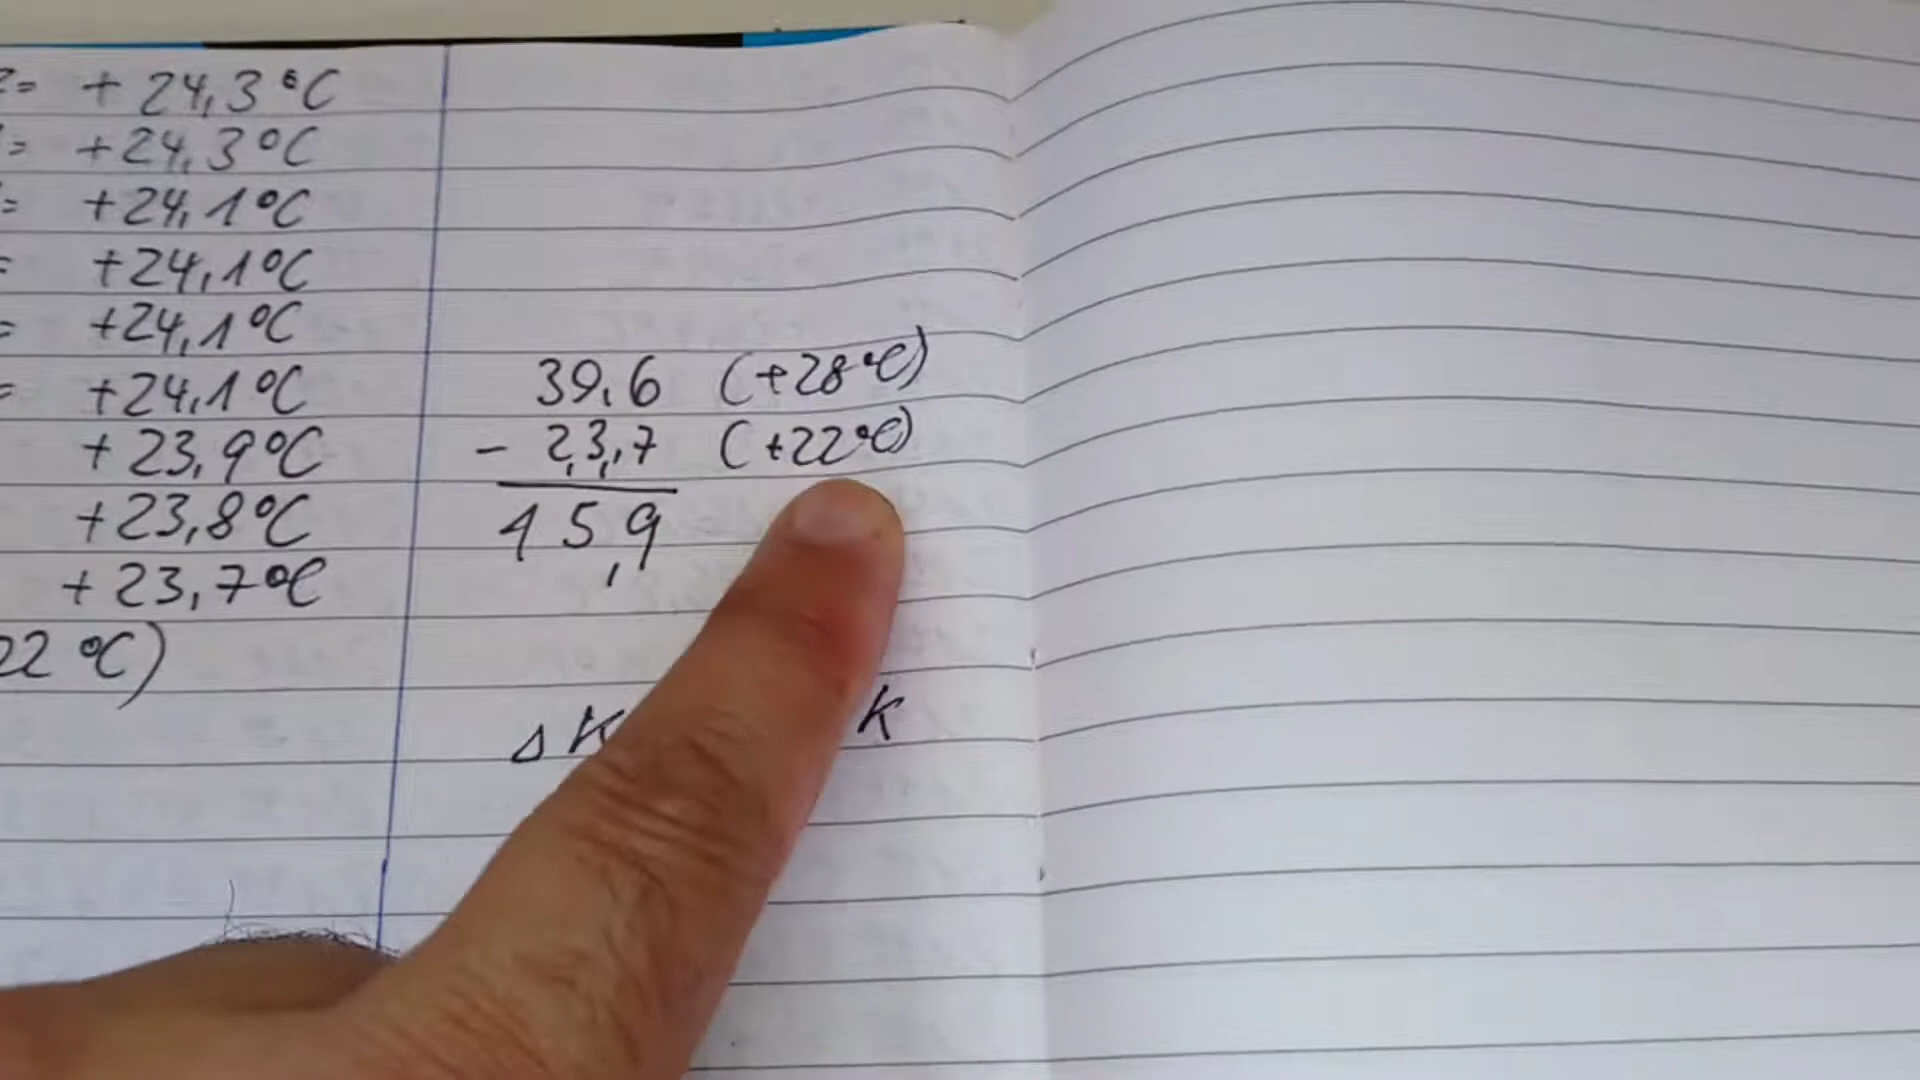 = + 24,3 °C
= +24,3 °C
= +24,1 °C
= +24,1 °C
= +24,1 °C
= +24,1 °C
+23,9 °C
+23,8 °C
+23,7 °C
22 °C)
39,6 (+28 °C)
- 23,7 (+22 °C)
15,9
Δ K K